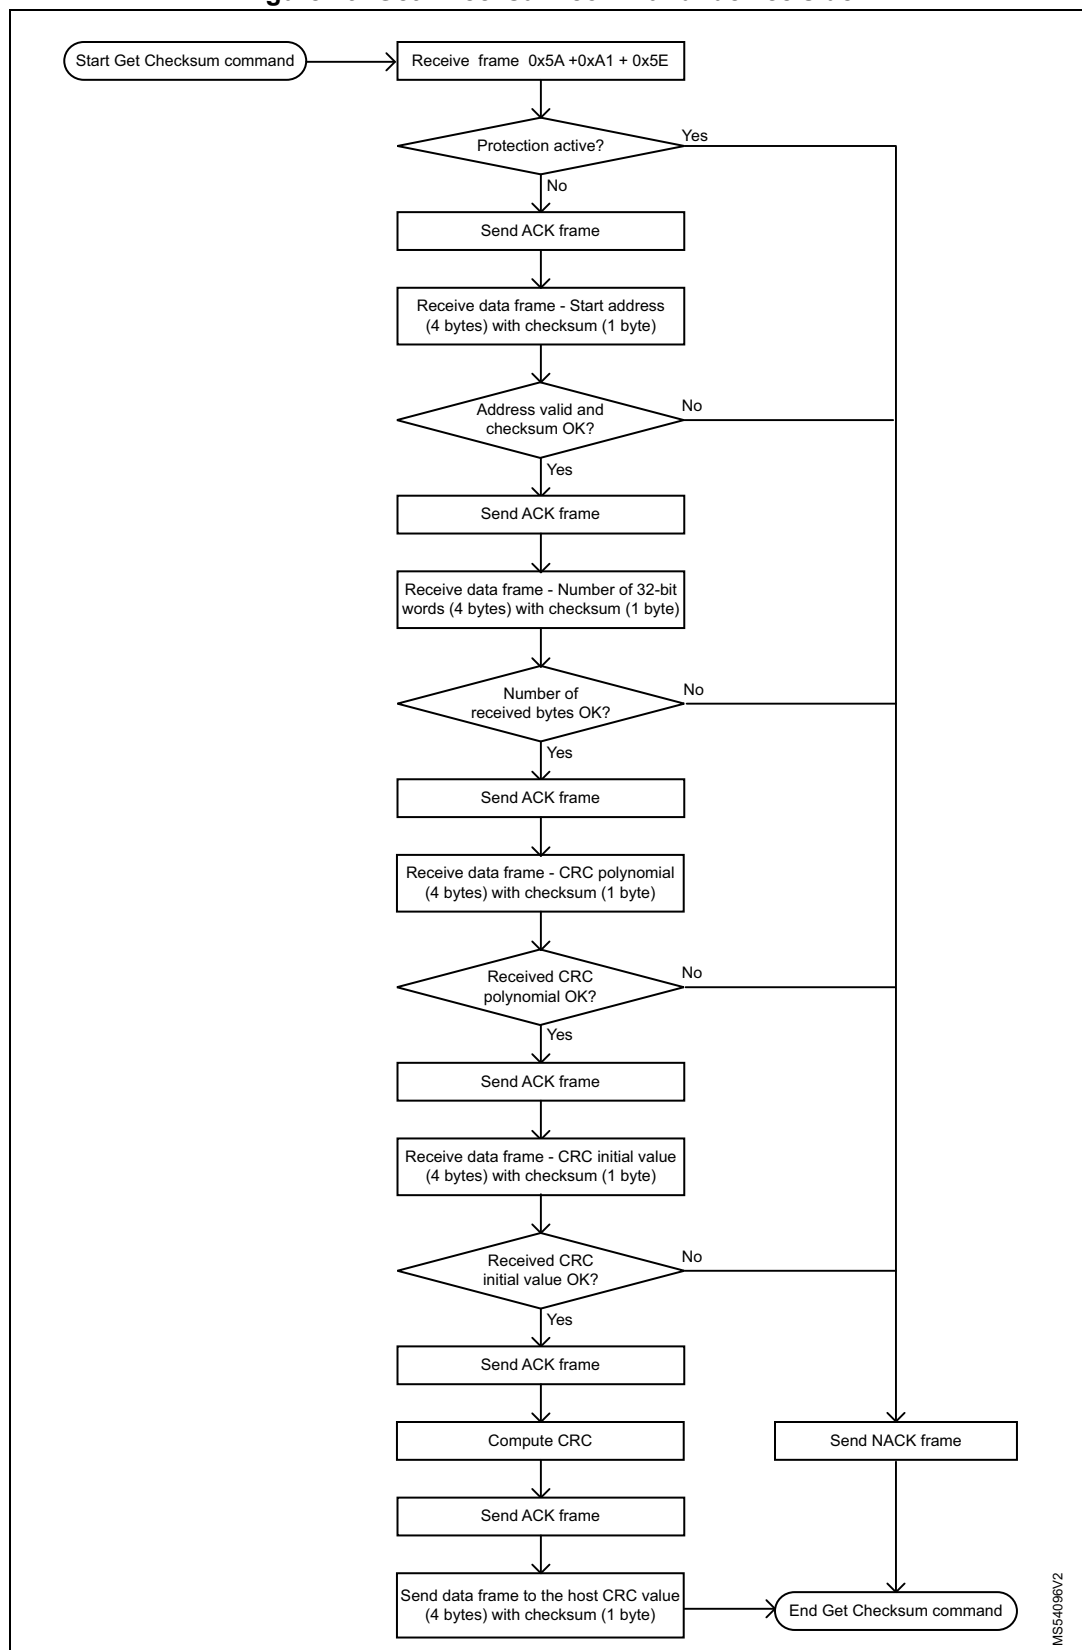 Start Get Checksum command
Receive frame 0x5A +0xA1 + 0x5E
Protection active?
Yes
No
Send ACK frame
Receive data frame - Start address
(4 bytes) with checksum (1 byte)
Address valid and
checksum OK?
No
Yes
Send ACK frame
Receive data frame - Number of 32-bit
words (4 bytes) with checksum (1 byte)
Number of
received bytes OK?
No
Yes
Send ACK frame
Receive data frame - CRC polynomial
(4 bytes) with checksum (1 byte)
Received CRC
polynomial OK?
No
Yes
Send ACK frame
Receive data frame - CRC initial value
(4 bytes) with checksum (1 byte)
Received CRC
initial value OK?
No
Yes
Send ACK frame
Compute CRC
Send NACK frame
Send ACK frame
Send data frame to the host CRC value
(4 bytes) with checksum (1 byte)
End Get Checksum command
MS54096V2